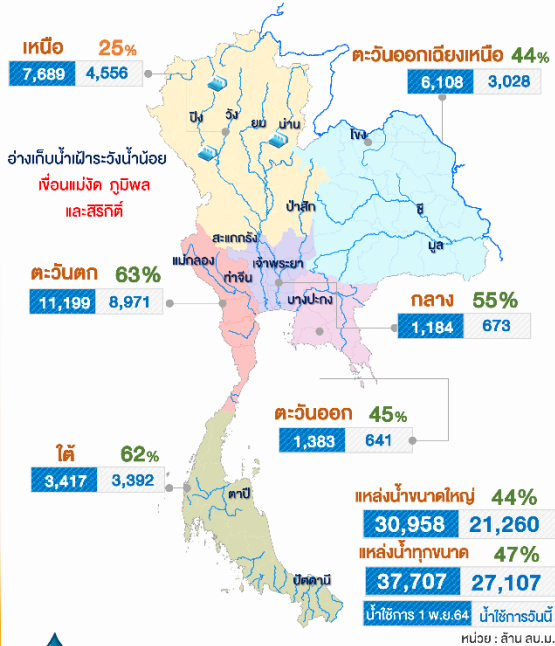 เหนือ 25%
7,689 4,556
ตะวันออกเฉียงเหนือ 44%
6,108 3,028
ปิง
วัง
ยม
น่าน
โขง
อ่างเก็บน้ำเฝ้าระวังน้ำน้อย
เขื่อนแม่งัด ภูมิพล
และสิริกิติ์
ป่าสัก
ชี
มูล
สะแกกรัง
แม่กลอง
ท่าจีน
เจ้าพระยา
บางปะกง
ตะวันตก 63%
11,199 8,971
กลาง 55%
1,184 673
ตะวันออก 45%
1,383 641
ใต้ 62%
3,417 3,392
ตาปี
ปัตตานี
แหล่งน้ำขนาดใหญ่ 44%
30,958 21,260
แหล่งน้ำทุกขนาด 47%
37,707 27,107
น้ำใช้การ 1 พ.ย.64 น้ำใช้การวันนี้
หน่วย : ล้าน ลบ.ม.